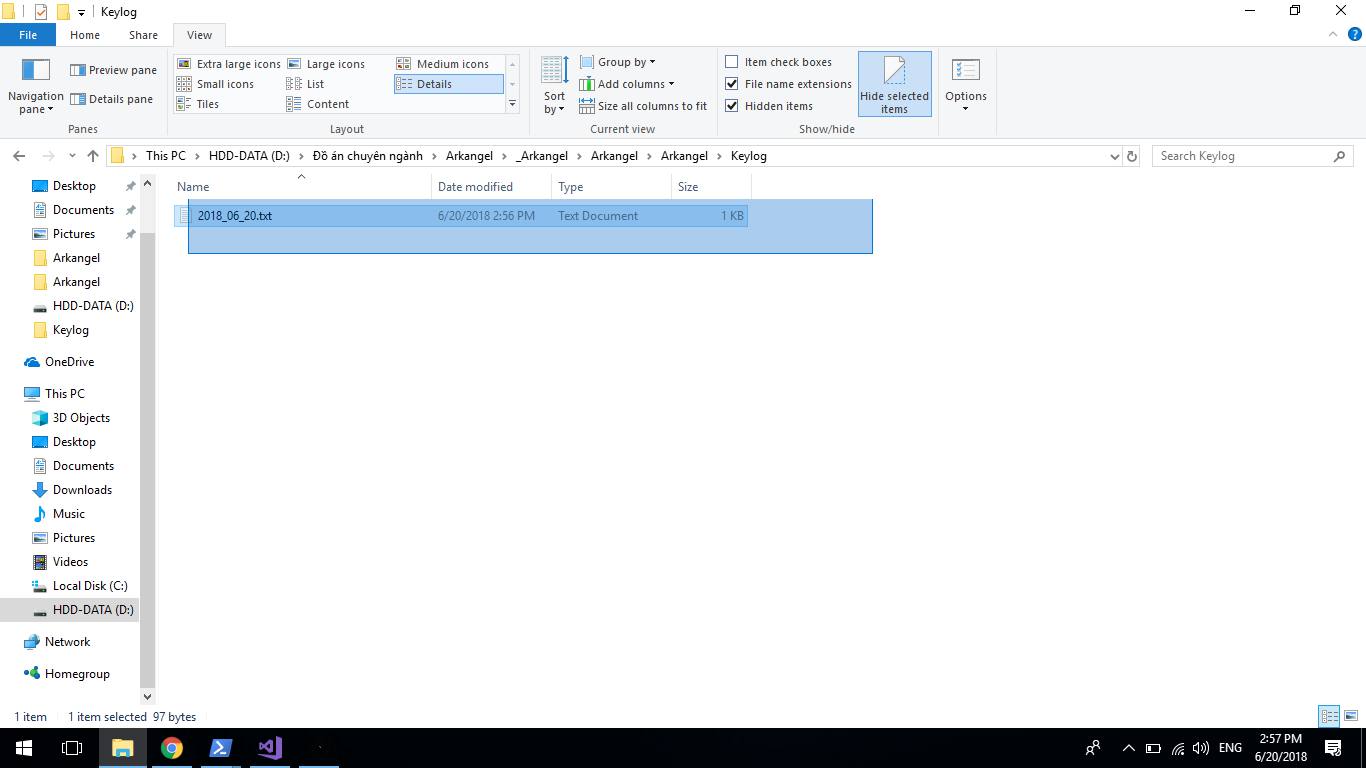 Keylog
File Home Share View
Navigation pane
Preview pane
Details pane
Panes
Extra large icons Large icons Medium icons
Small icons List Details
Tiles Content
Layout
Sort by
Group by
Add columns
Size all columns to fit
Current view
Item check boxes
File name extensions
Hidden items
Hide selected items
Show/hide
Options
This PC HDD-DATA (D:) Đồ án chuyên ngành Arkangel _Arkangel Arkangel Arkangel Keylog
Search Keylog
Name Date modified Type Size
2018_06_20.txt 6/20/2018 2:56 PM Text Document 1 KB
Desktop
Documents
Pictures
Arkangel
Arkangel
HDD-DATA (D:)
Keylog
OneDrive
This PC
3D Objects
Desktop
Documents
Downloads
Music
Pictures
Videos
Local Disk (C:)
HDD-DATA (D:)
Network
Homegroup
1 item 1 item selected 97 bytes
ENG
2:57 PM
6/20/2018